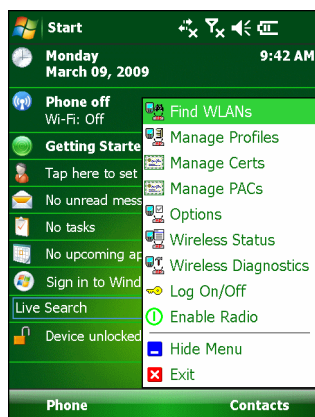 Start
Monday 9:42 AM
March 09, 2009
Phone off
Wi-Fi: Off
Getting Starte
Tap here to set
No unread mess
No tasks
No upcoming ap
Sign in to Wind
Live Search
Device unlocked
Find WLANs
Manage Profiles
Manage Certs
Manage PACs
Options
Wireless Status
Wireless Diagnostics
Log On/Off
Enable Radio
Hide Menu
Exit
Phone Contacts